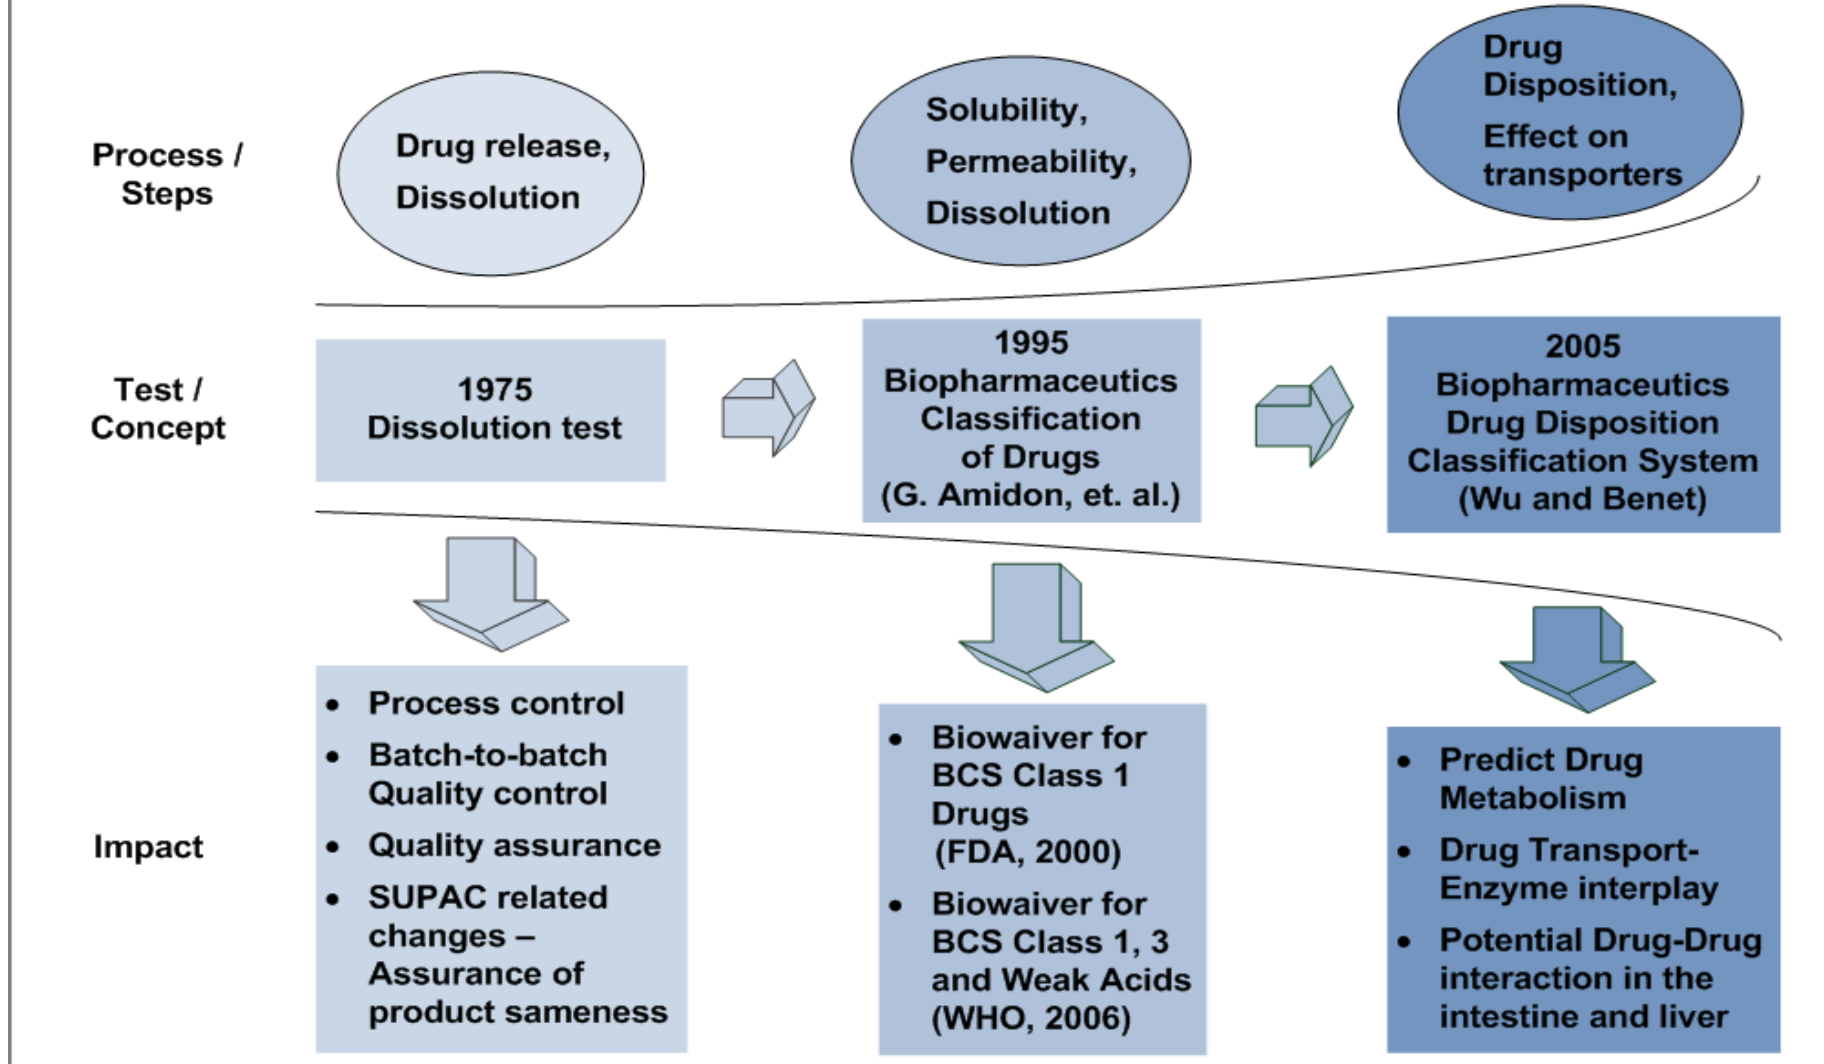 Process /
Steps
Drug release,
Dissolution
Solubility,
Permeability,
Dissolution
Drug
Disposition,
Effect on
transporters
Test /
Concept
1975
Dissolution test
1995
Biopharmaceutics
Classification
of Drugs
(G. Amidon, et. al.)
2005
Biopharmaceutics
Drug Disposition
Classification System
(Wu and Benet)
Impact
• Process control
• Batch-to-batch
Quality control
• Quality assurance
• SUPAC related
changes –
Assurance of
product sameness
• Biowaiver for
BCS Class 1
Drugs
(FDA, 2000)
• Biowaiver for
BCS Class 1, 3
and Weak Acids
(WHO, 2006)
• Predict Drug
Metabolism
• Drug Transport-
Enzyme interplay
• Potential Drug-Drug
interaction in the
intestine and liver